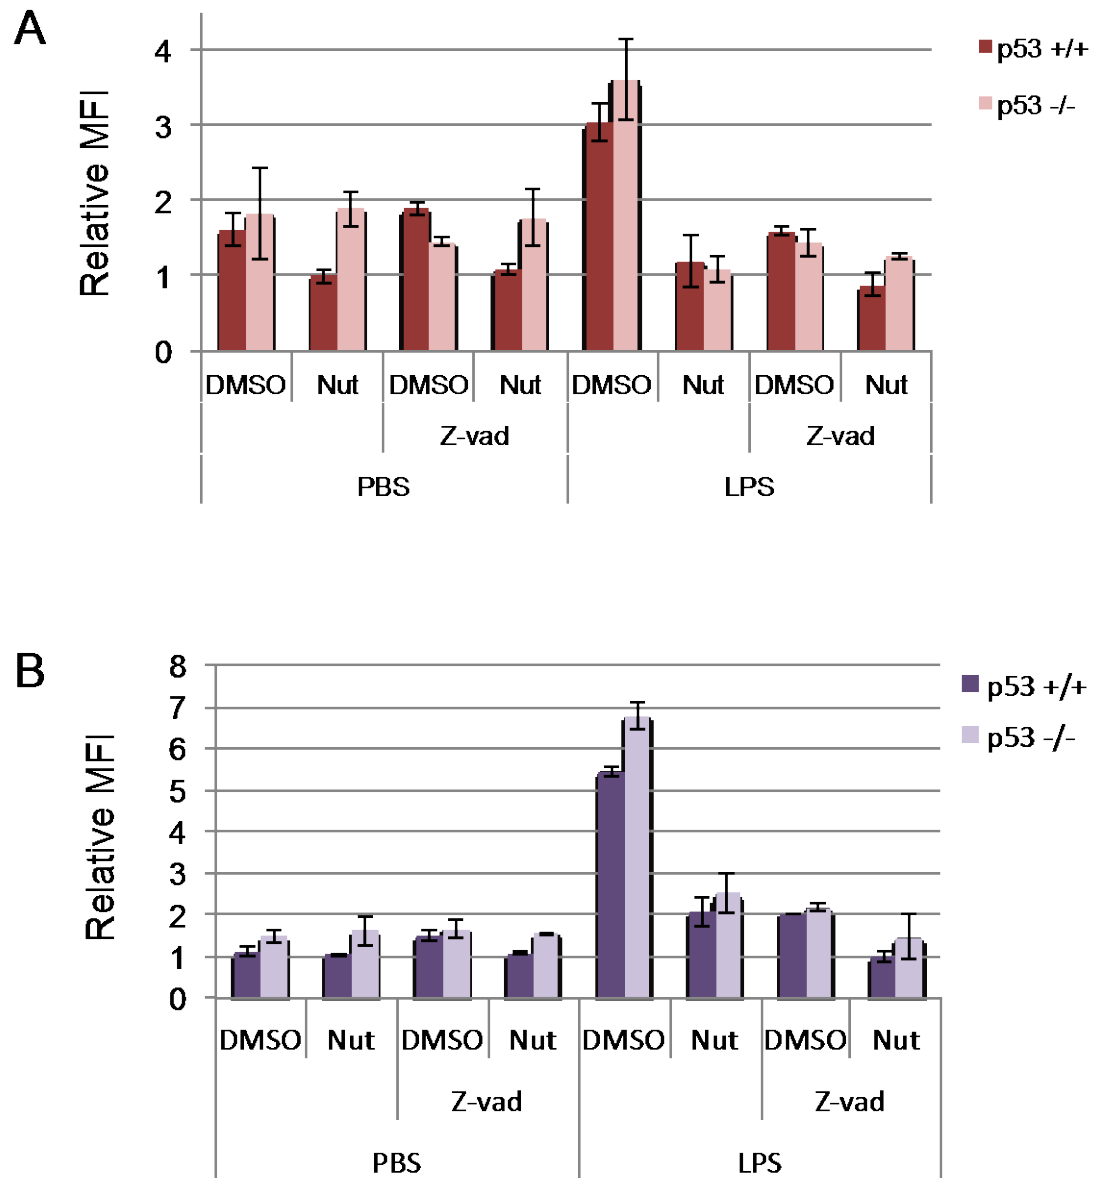 A
Relative MFI
4
3
2
1
0
p53 +/+
p53 -/-
DMSO Nut DMSO Nut DMSO Nut DMSO Nut
Z-vad Z-vad
PBS LPS
B
Relative MFI
8
7
6
5
4
3
2
1
0
p53 +/+
p53 -/-
DMSO Nut DMSO Nut DMSO Nut DMSO Nut
Z-vad Z-vad
PBS LPS